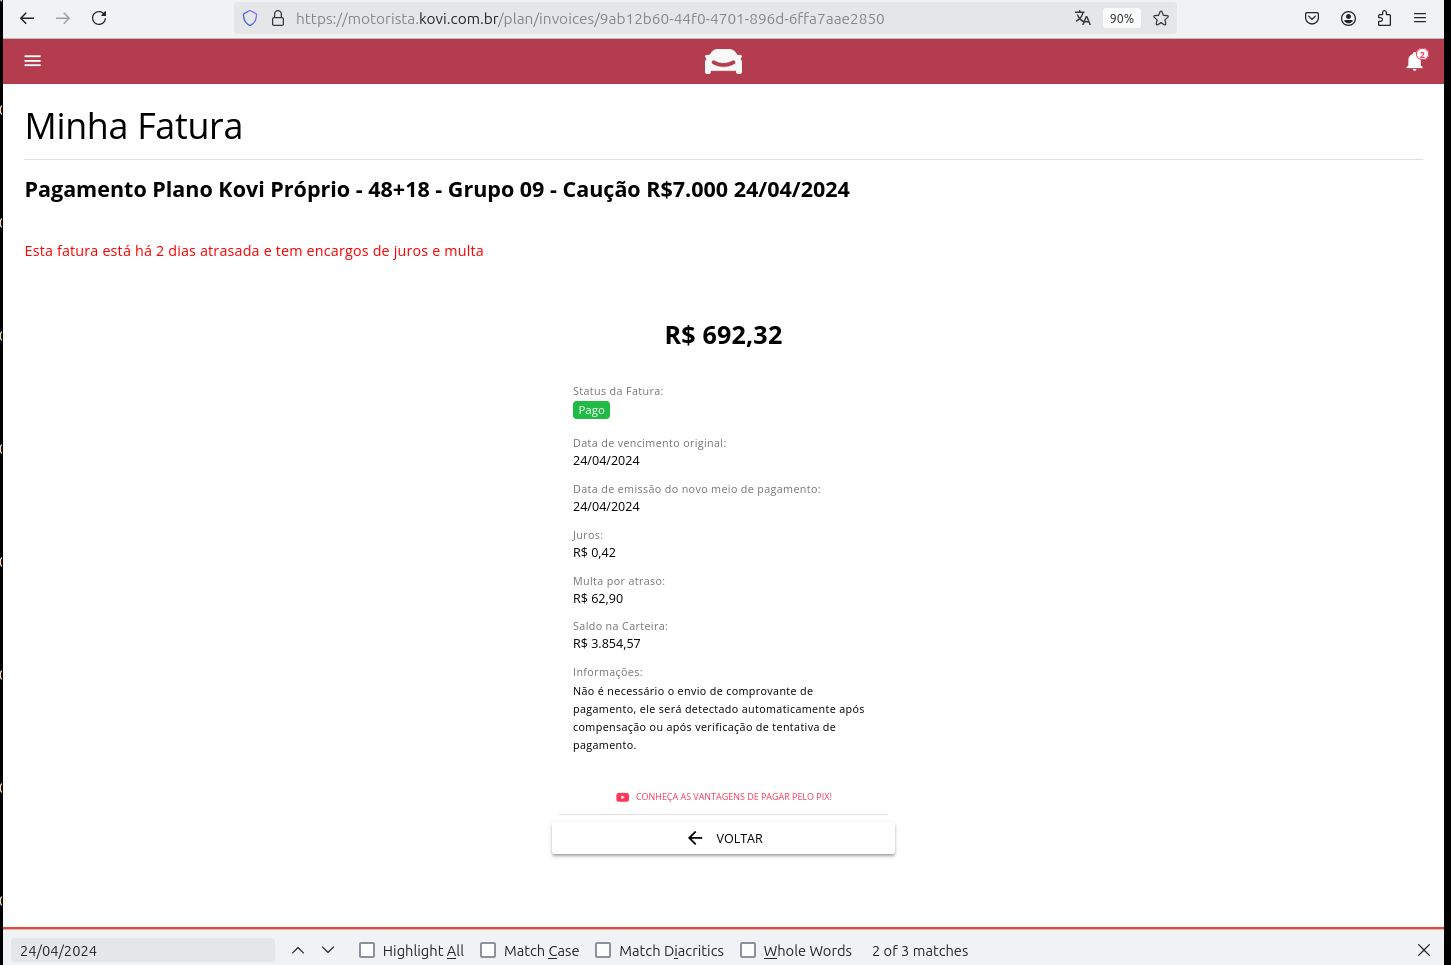 https://motorista.kovi.com.br/plan/invoices/9ab12b60-44f0-4701-896d-6ffa7aae2850
90%
2
Minha Fatura
Pagamento Plano Kovi Próprio - 48+18 - Grupo 09 - Caução R$7.000 24/04/2024
Esta fatura está há 2 dias atrasada e tem encargos de juros e multa
R$ 692,32
Status da Fatura:
Pago
Data de vencimento original:
24/04/2024
Data de emissão do novo meio de pagamento:
24/04/2024
Juros:
R$ 0,42
Multa por atraso:
R$ 62,90
Saldo na Carteira:
R$ 3.854,57
Informações:
Não é necessário o envio de comprovante de
pagamento, ele será detectado automaticamente após
compensação ou após verificação de tentativa de
pagamento.
CONHEÇA AS VANTAGENS DE PAGAR PELO PIX!
VOLTAR
24/04/2024 Highlight All Match Case Match Diacritics Whole Words 2 of 3 matches